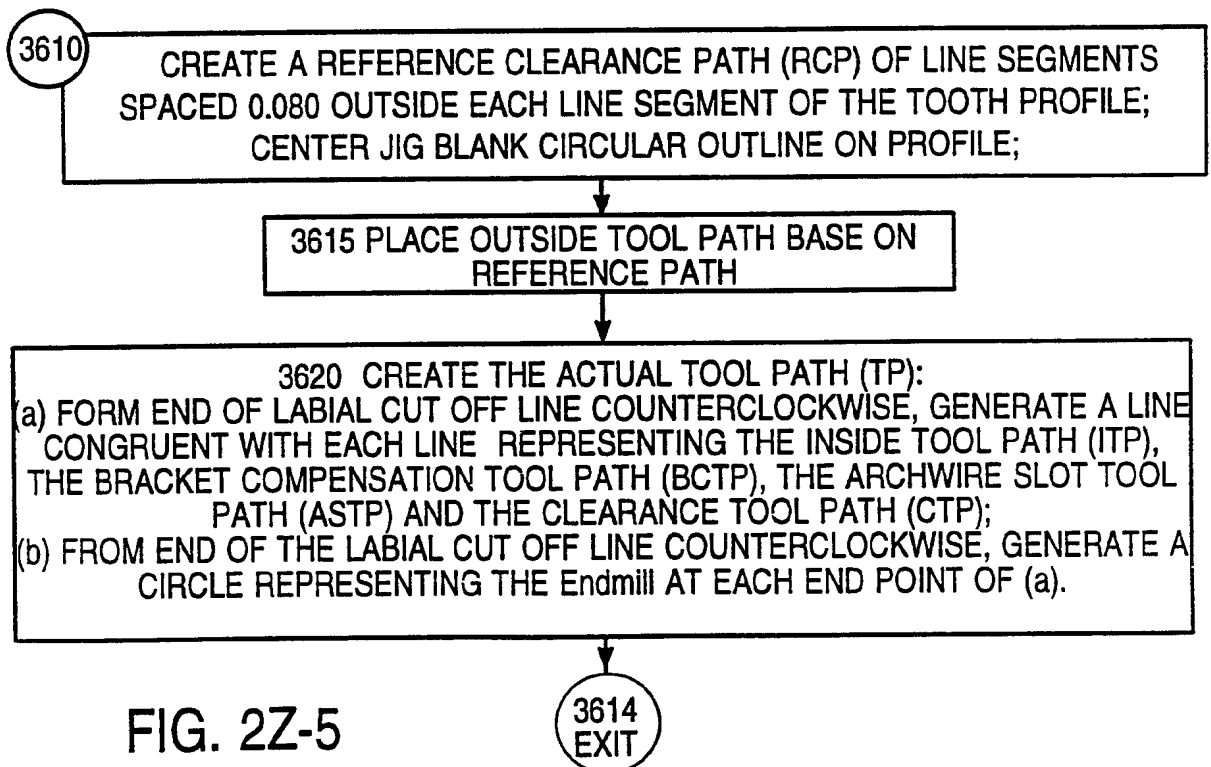 3610
CREATE A REFERENCE CLEARANCE PATH (RCP) OF LINE SEGMENTS
SPACED 0.080 OUTSIDE EACH LINE SEGMENT OF THE TOOTH PROFILE;
CENTER JIG BLANK CIRCULAR OUTLINE ON PROFILE;
3615 PLACE OUTSIDE TOOL PATH BASE ON
REFERENCE PATH
3620 CREATE THE ACTUAL TOOL PATH (TP):
(a) FORM END OF LABIAL CUT OFF LINE COUNTERCLOCKWISE, GENERATE A LINE
CONGRUENT WITH EACH LINE REPRESENTING THE INSIDE TOOL PATH (ITP),
THE BRACKET COMPENSATION TOOL PATH (BCTP), THE ARCHWIRE SLOT TOOL
PATH (ASTP) AND THE CLEARANCE TOOL PATH (CTP);
(b) FROM END OF THE LABIAL CUT OFF LINE COUNTERCLOCKWISE, GENERATE A
CIRCLE REPRESENTING THE Endmill AT EACH END POINT OF (a).
3614
EXIT
FIG. 2Z-5